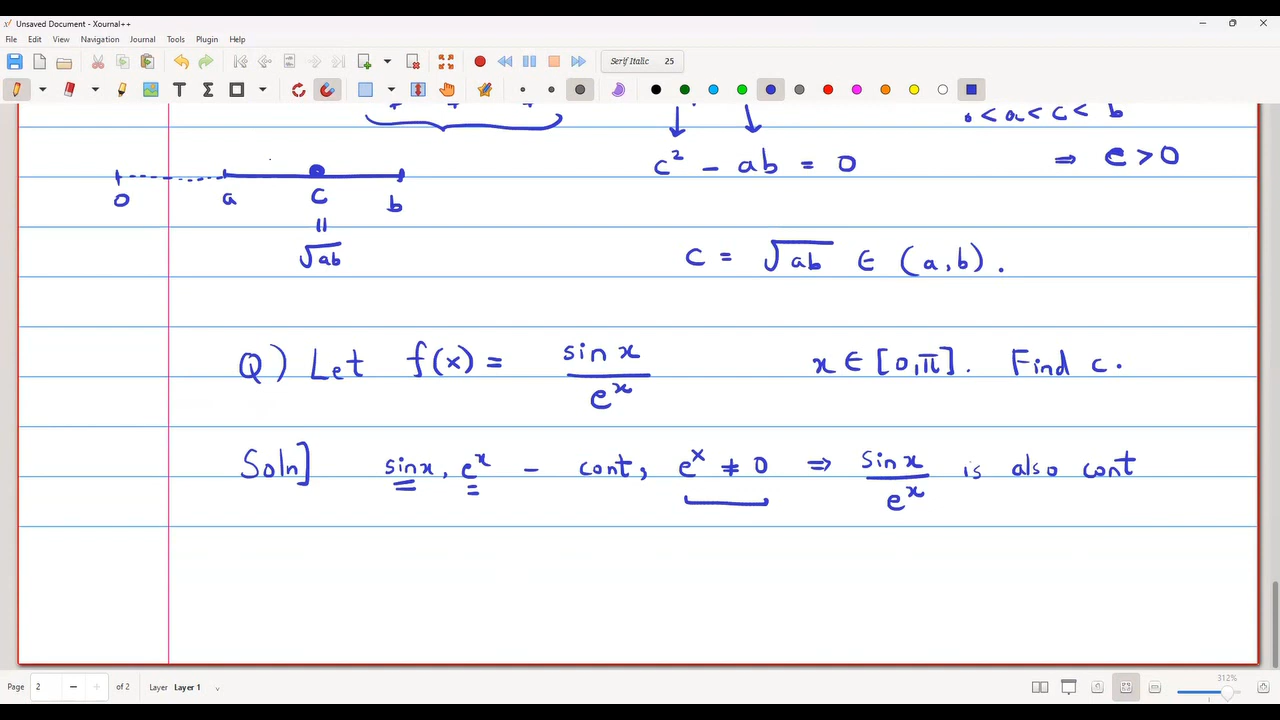 Unsaved Document - Xournal++
File Edit View Navigation Journal Tools Plugin Help
Serif Italic 25
0 < a < c < b
c² - ab = 0 ⇒ c > 0
0 a c b
||
√ab
c = √ab ∈ (a, b).
Q) Let f(x) = sin x / eˣ x ∈ [0, π]. Find c.
Soln] sin x, eˣ - cont, eˣ ≠ 0 ⇒ sin x / eˣ is also cont
Page 2 of 2 Layer Layer 1 312%